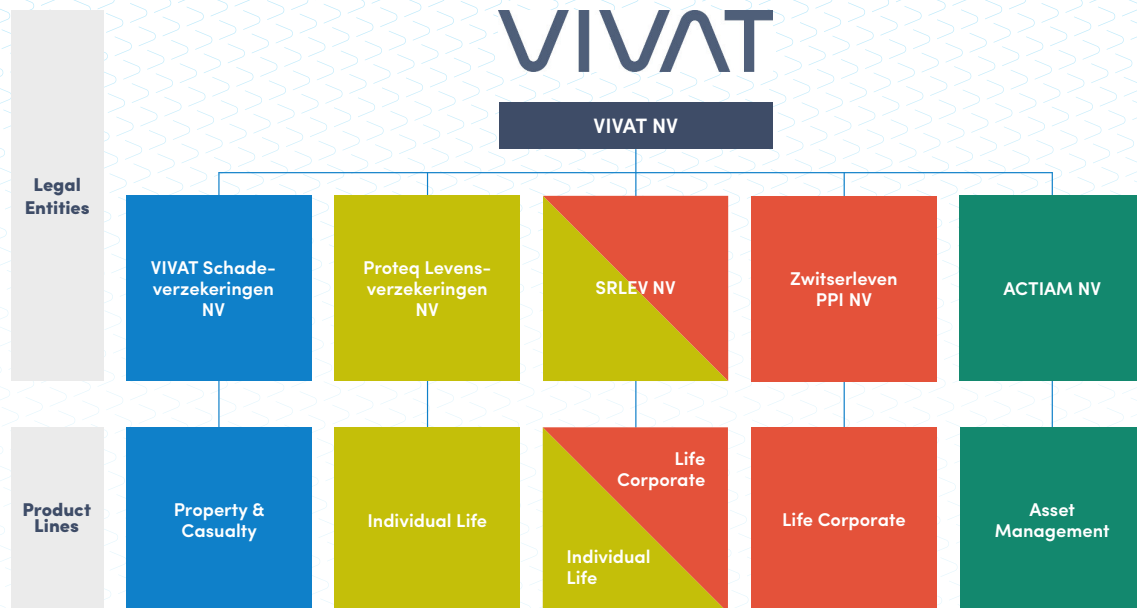 VIVAT
VIVAT NV
Legal
Entities
VIVAT Schade-
verzekeringen
NV
Proteq Levens-
verzekeringen
NV
SRLEV NV
Zwitserleven
PPI NV
ACTIAM NV
Product
Lines
Property &
Casualty
Individual Life
Life
Corporate
Individual
Life
Life Corporate
Asset
Management